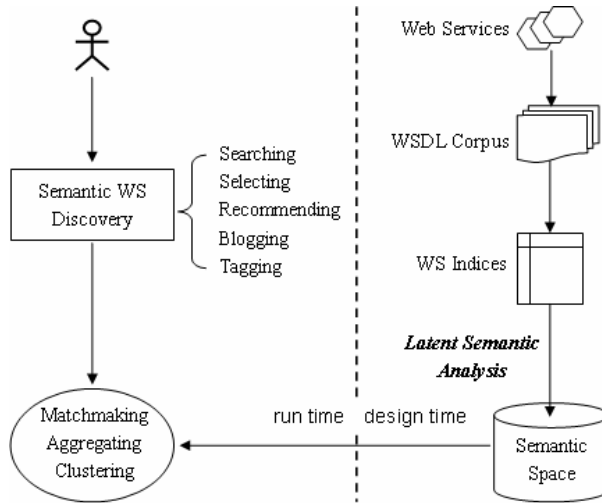 Web Services
WSDL Corpus
Semantic WS
Discovery
Searching
Selecting
Recommending
Blogging
Tagging
WS Indices
Latent Semantic
Analysis
Matchmaking
Aggregating
Clustering
run time
design time
Semantic
Space